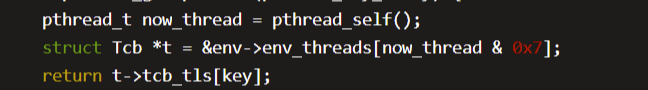 pthread_t now_thread = pthread_self();
struct Tcb *t = &env->env_threads[now_thread & 0x7];
return t->tcb_tls[key];